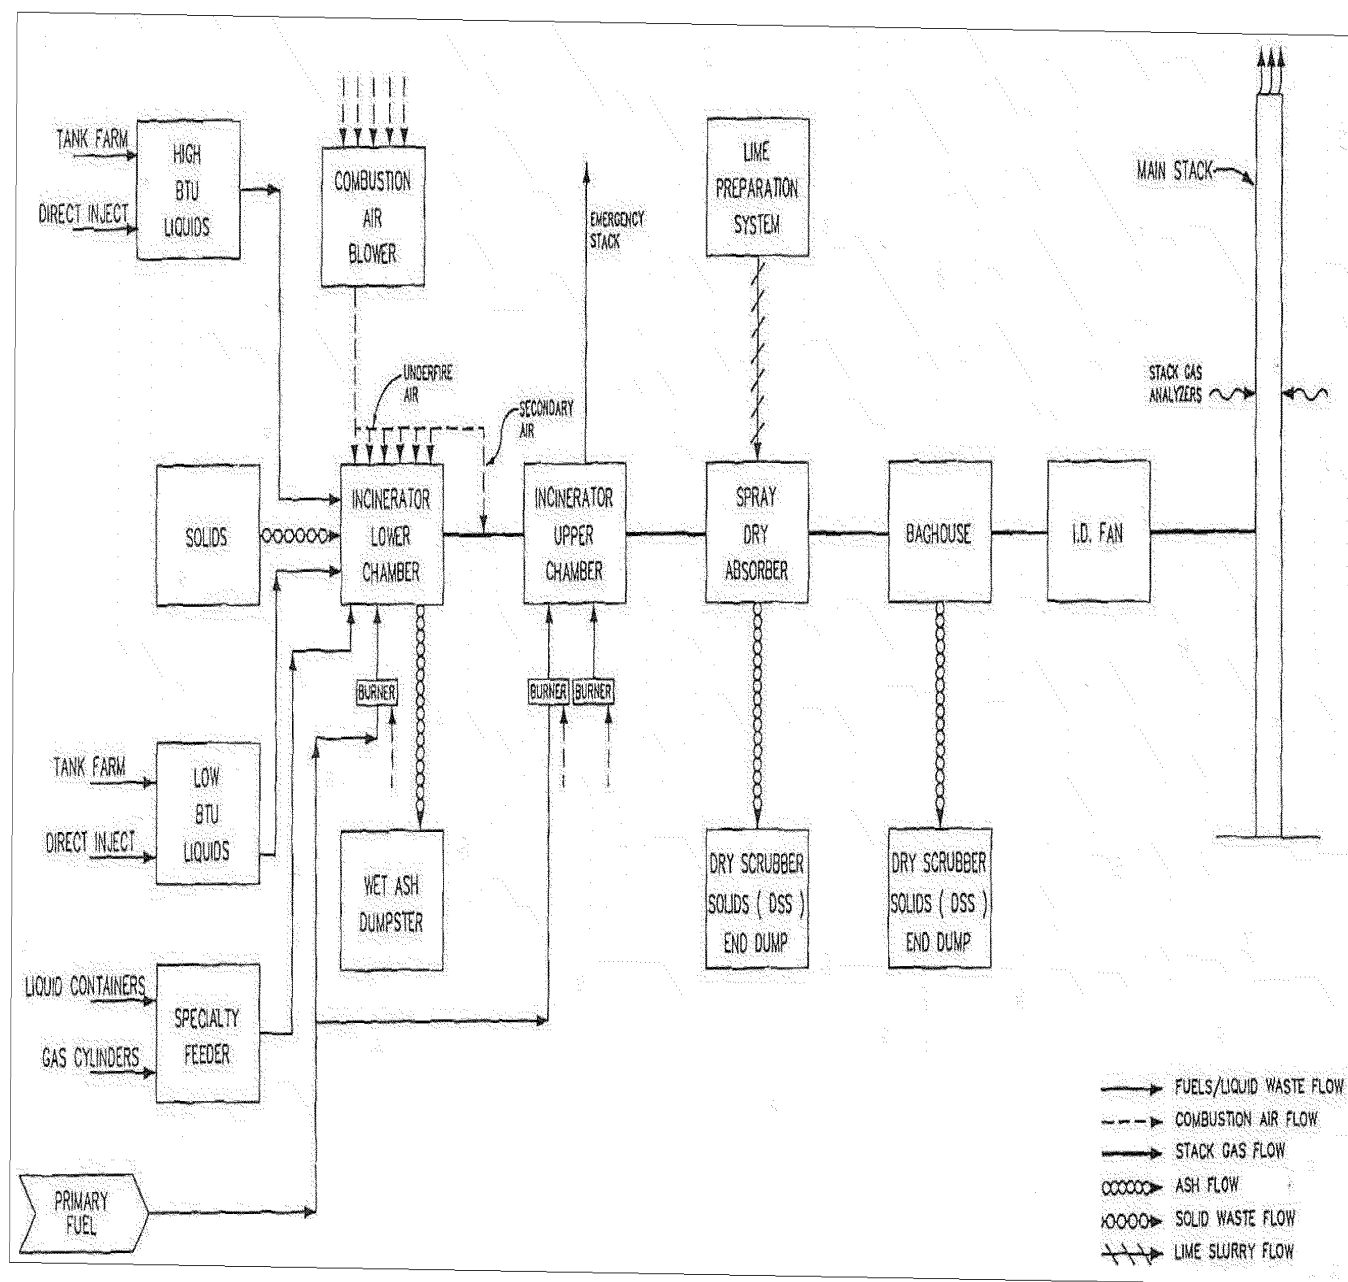 TANK FARM
DIRECT INJECT
HIGH
BTU
LIQUIDS
COMBUSTION
AIR
BLOWER
EMERGENCY
STACK
LIME
PREPARATION
SYSTEM
MAIN STACK
UNDERFIRE
AIR
SECONDARY
AIR
STACK GAS
ANALYZERS
SOLIDS
INCINERATOR
LOWER
CHAMBER
INCINERATOR
UPPER
CHAMBER
SPRAY
DRY
ABSORBER
BAGHOUSE
I.D. FAN
BURNER
BURNER
BURNER
TANK FARM
DIRECT INJECT
LOW
BTU
LIQUIDS
WET ASH
DUMPSTER
DRY SCRUBBER
SOLIDS ( DSS )
END DUMP
DRY SCRUBBER
SOLIDS ( DSS )
END DUMP
LIQUID CONTAINERS
GAS CYLINDERS
SPECIALTY
FEEDER
PRIMARY
FUEL
FUELS/LIQUID WASTE FLOW
COMBUSTION AIR FLOW
STACK GAS FLOW
ASH FLOW
SOLID WASTE FLOW
LIME SLURRY FLOW